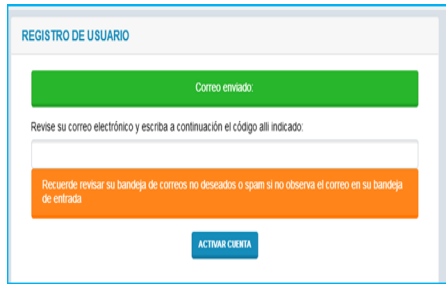 REGISTRO DE USUARIO
Correo enviado:
Revise su correo electrónico y escriba a continuación el código alli indicado:
Recuerde revisar su bandeja de correos no deseados o spam si no observa el correo en su bandeja
de entrada
ACTIVAR CUENTA